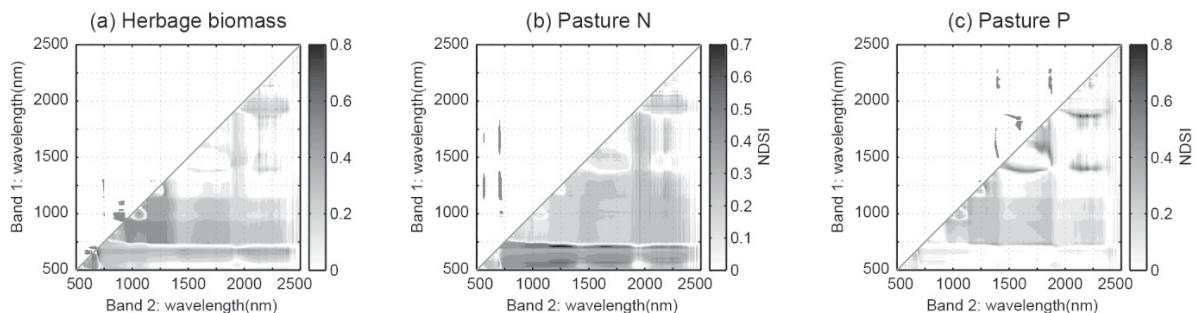 (a) Herbage biomass
(b) Pasture N
(c) Pasture P
2500
2000
1500
1000
500
Band 1: wavelength(nm)
500 1000 1500 2000 2500
Band 2: wavelength(nm)
0.8
0.6
0.4
0.2
0
2500
2000
1500
1000
500
Band 1: wavelength(nm)
500 1000 1500 2000 2500
Band 2: wavelength(nm)
0.7
0.6
0.5
0.4
0.3
0.2
0.1
0
NDSI
2500
2000
1500
1000
500
Band 1: wavelength(nm)
500 1000 1500 2000 2500
Band 2: wavelength(nm)
0.8
0.6
0.4
0.2
0
NDSI